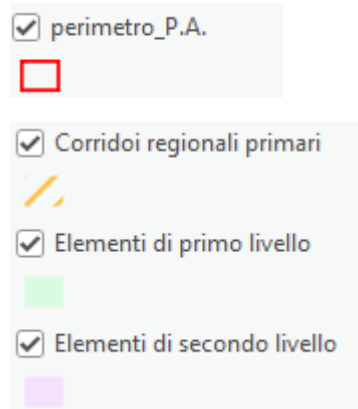 perimetro_P.A.
Corridoi regionali primari
Elementi di primo livello
Elementi di secondo livello